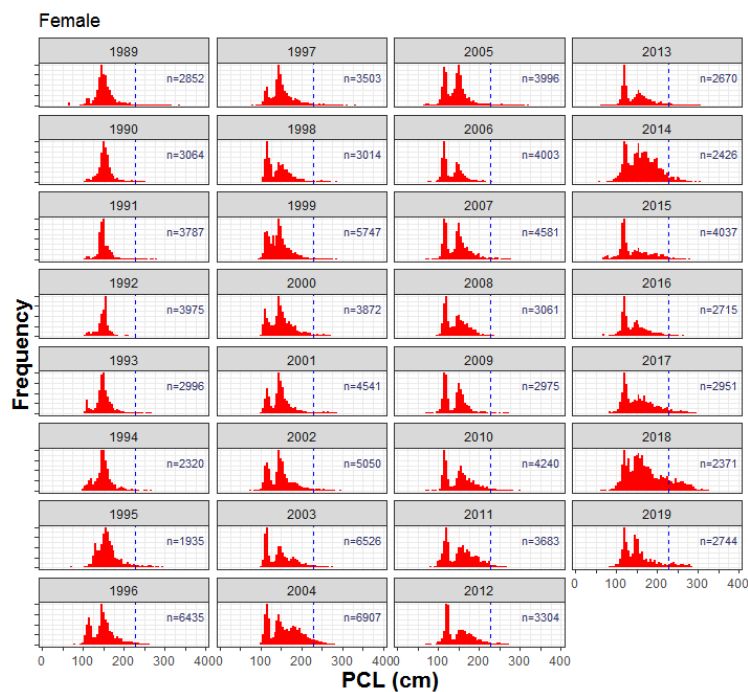 Female
1989 1997 2005 2013
n=2852 n=3503 n=3996 n=2670
1990 1998 2006 2014
n=3064 n=3014 n=4003 n=2426
1991 1999 2007 2015
n=3787 n=5747 n=4581 n=4037
1992 2000 2008 2016
n=3975 n=3872 n=3061 n=2715
1993 2001 2009 2017
n=2996 n=4541 n=2975 n=2951
1994 2002 2010 2018
n=2320 n=5050 n=4240 n=2371
1995 2003 2011 2019
n=1935 n=6526 n=3683 n=2744
0 100 200 300 400
1996 2004 2012
n=6435 n=6907 n=3304
0 100 200 300 400 0 100 200 300 400 0 100 200 300 400
Frequency
PCL (cm)